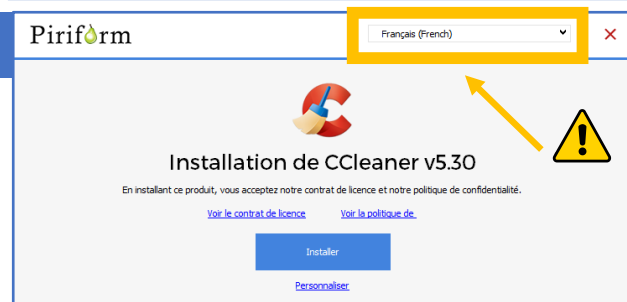 Piriform
Français (French)
Installation de CCleaner v5.30
En installant ce produit, vous acceptez notre contrat de licence et notre politique de confidentialité.
Voir le contrat de licence Voir la politique de
Installer
Personnaliser